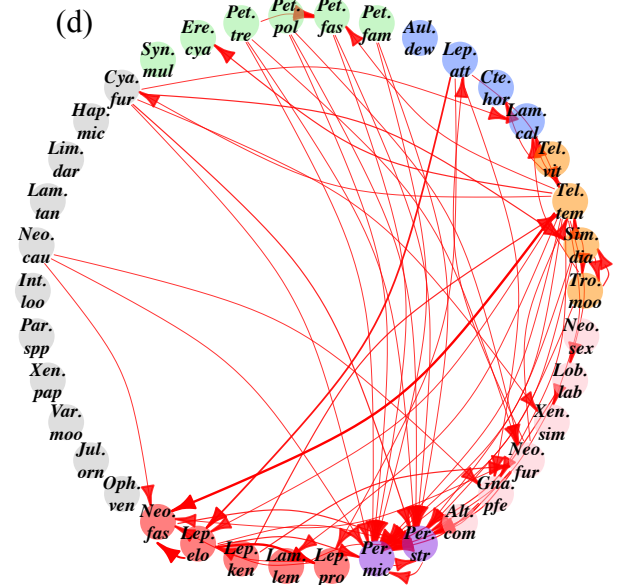 (d)
Pet.
pol
Pet.
fas
Pet.
fam
Aul.
dew
Lep.
att
Cte.
hor
Lam.
cal
Tel.
vit
Tel.
tem
Sim.
dia
Tro.
moo
Neo.
sex
Lob.
lab
Xen.
sim
Neo.
fur
Gna.
pfe
Alt.
com
Per.
str
Per.
mic
Lep.
pro
Lam.
lem
Lep.
ken
Lep.
elo
Neo.
fas
Oph.
ven
Jul.
orn
Var.
moo
Xen.
pap
Par.
spp
Int.
loo
Neo.
cau
Lam.
tan
Lim.
dar
Hap.
mic
Cya.
fur
Syn.
mul
Ere.
cya
Pet.
tre